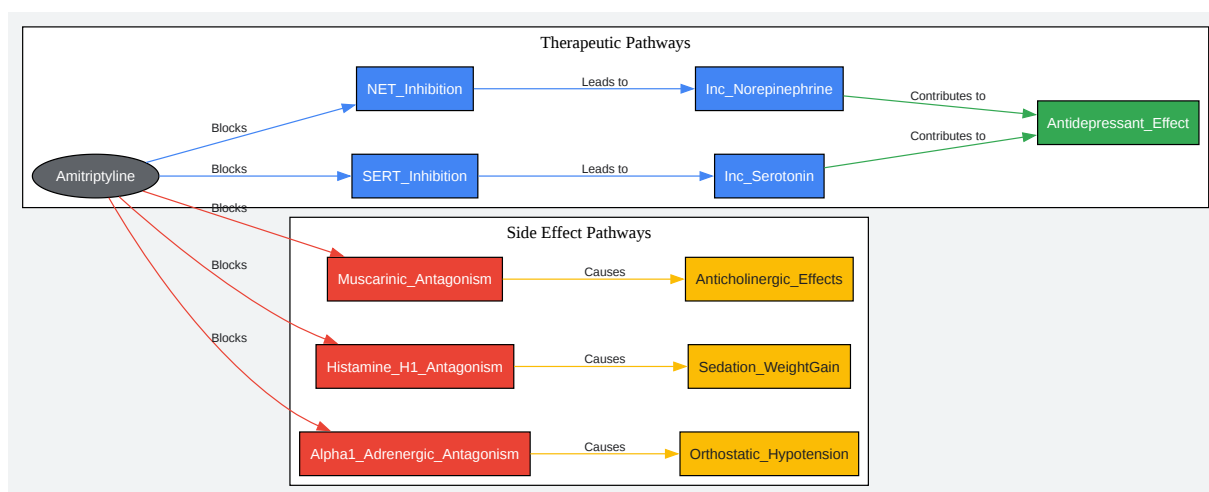 Therapeutic Pathways
NET_Inhibition
Leads to
Inc_Norepinephrine
Contributes to
Antidepressant_Effect
Blocks
Contributes to
Amitriptyline
Blocks
SERT_Inhibition
Leads to
Inc_Serotonin
Blocks
Side Effect Pathways
Muscarinic_Antagonism
Causes
Anticholinergic_Effects
Blocks
Histamine_H1_Antagonism
Causes
Sedation_WeightGain
Blocks
Alpha1_Adrenergic_Antagonism
Causes
Orthostatic_Hypotension